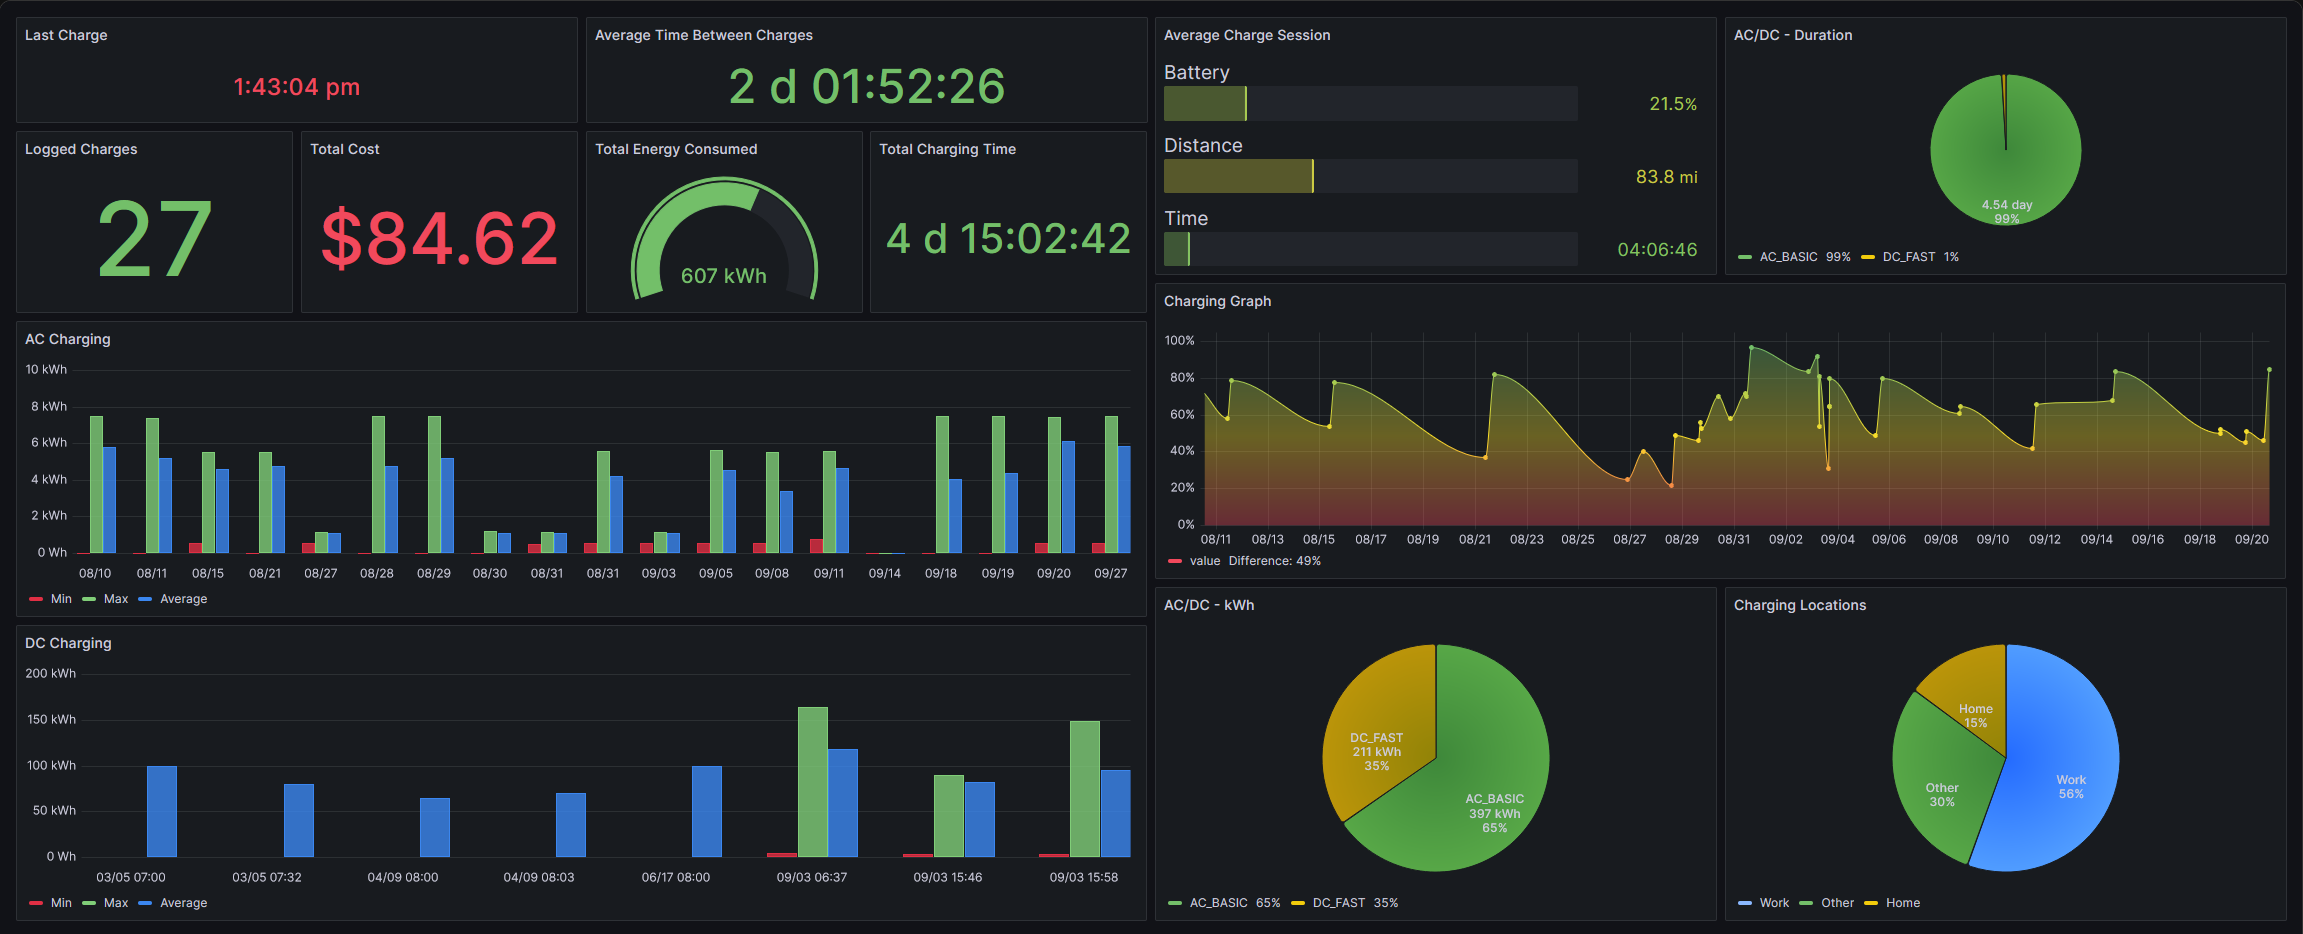 Last Charge
1:43:04 pm
Average Time Between Charges
2 d 01:52:26
Average Charge Session
Battery
21.5%
Distance
83.8 mi
Time
04:06:46
AC/DC - Duration
4.54 day
99%
AC_BASIC 99% DC_FAST 1%
Logged Charges
27
Total Cost
$84.62
Total Energy Consumed
607 kWh
Total Charging Time
4 d 15:02:42
Charging Graph
100%
80%
60%
40%
20%
0%
08/11 08/13 08/15 08/17 08/19 08/21 08/23 08/25 08/27 08/29 08/31 09/02 09/04 09/06 09/08 09/10 09/12 09/14 09/16 09/18 09/20
value Difference: 49%
AC Charging
10 kWh
8 kWh
6 kWh
4 kWh
2 kWh
0 Wh
08/10 08/11 08/15 08/21 08/27 08/28 08/29 08/30 08/31 08/31 09/03 09/05 09/08 09/11 09/14 09/18 09/19 09/20 09/27
Min Max Average
DC Charging
200 kWh
150 kWh
100 kWh
50 kWh
0 Wh
03/05 07:00 03/05 07:32 04/09 08:00 04/09 08:03 06/17 08:00 09/03 06:37 09/03 15:46 09/03 15:58
Min Max Average
AC/DC - kWh
DC_FAST
211 kWh
35%
AC_BASIC
397 kWh
65%
AC_BASIC 65% DC_FAST 35%
Charging Locations
Home
15%
Other
30%
Work
56%
Work Other Home